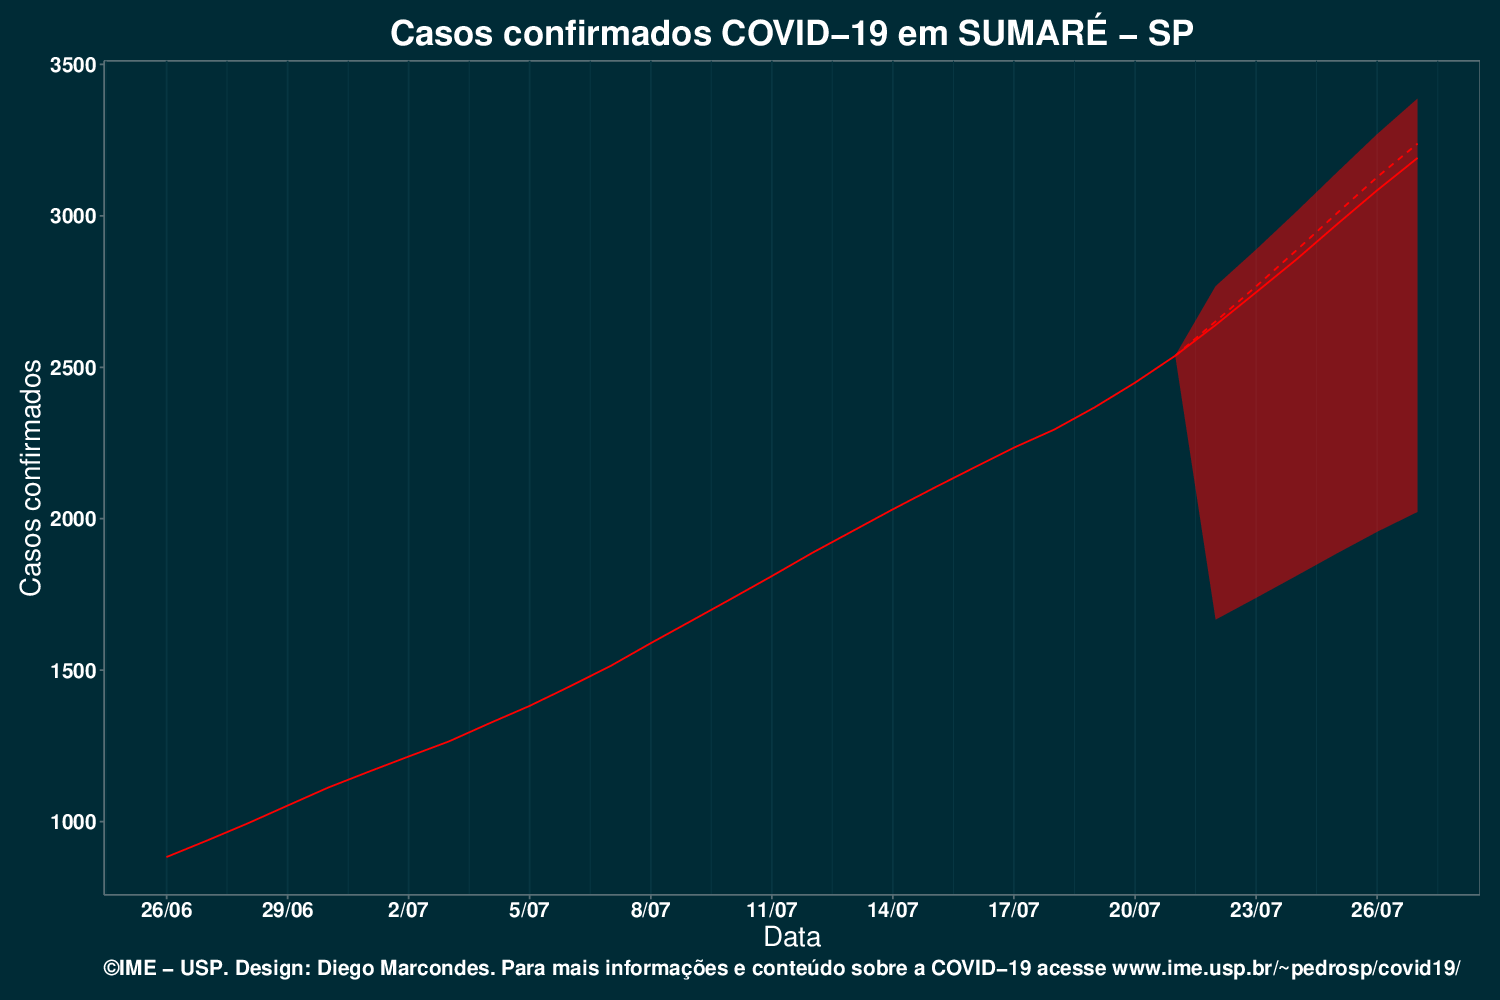 Casos confirmados COVID−19 em SUMARÉ − SP
Casos confirmados
3500
3000
2500
2000
1500
1000
26/06 29/06 2/07 5/07 8/07 11/07 14/07 17/07 20/07 23/07 26/07
Data
©IME − USP. Design: Diego Marcondes. Para mais informações e conteúdo sobre a COVID−19 acesse www.ime.usp.br/~pedrosp/covid19/